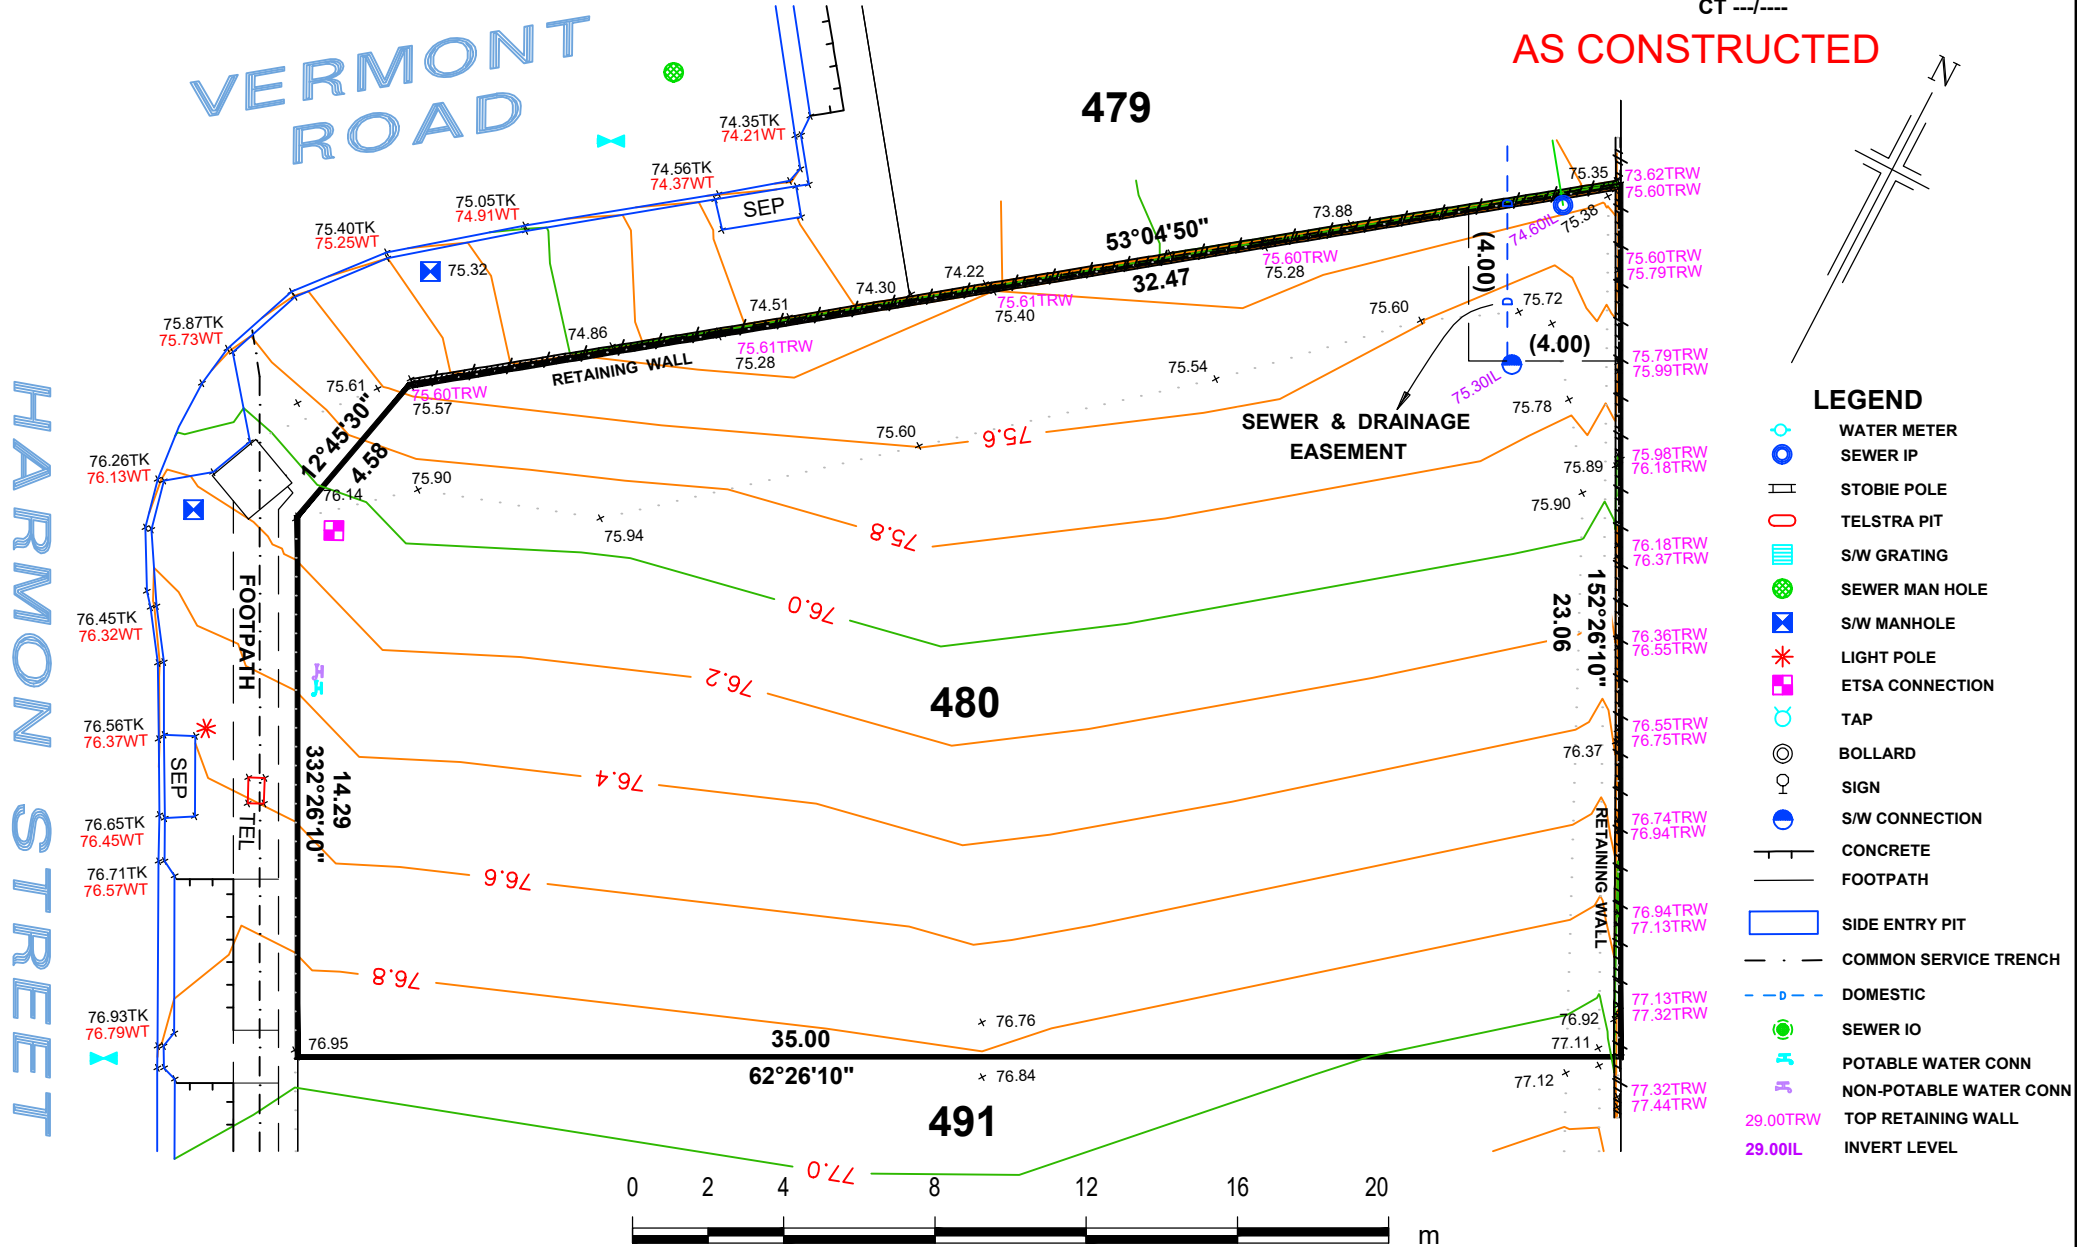 CT ---/----
AS CONSTRUCTED
N
VERMONT
ROAD
HARMON STREET
479
480
491
74.35TK
74.21WT
74.56TK
74.37WT
75.05TK
74.91WT
75.40TK
75.25WT
75.87TK
75.73WT
76.26TK
76.13WT
76.45TK
76.32WT
76.56TK
76.37WT
76.65TK
76.45WT
76.71TK
76.57WT
76.93TK
76.79WT
SEP
SEP
75.32
75.61
75.60TRW
75.57
RETAINING WALL
74.86
74.51
75.61TRW
75.28
74.30
74.22
75.61TRW
75.40
53°04'50"
32.47
75.60TRW
75.28
73.88
75.35
75.38
74.60IL
(4.00)
(4.00)
D
D
75.72
75.60
75.54
75.30IL
75.78
SEWER & DRAINAGE
EASEMENT
12°45'30"
4.58
76.14
75.90
75.94
75.60
75.6
75.8
76.0
76.2
76.4
76.6
76.8
77.0
75.89
75.90
152°26'10"
23.06
76.37
RETAINING WALL
FOOTPATH
TEL
332°26'10"
14.29
76.95
35.00
62°26'10"
76.76
76.84
76.92
77.11
77.12
73.62TRW
75.60TRW
75.60TRW
75.79TRW
75.79TRW
75.99TRW
75.98TRW
76.18TRW
76.18TRW
76.37TRW
76.36TRW
76.55TRW
76.55TRW
76.75TRW
76.74TRW
76.94TRW
76.94TRW
77.13TRW
77.13TRW
77.32TRW
77.32TRW
77.44TRW
LEGEND
WATER METER
SEWER IP
STOBIE POLE
TELSTRA PIT
S/W GRATING
SEWER MAN HOLE
S/W MANHOLE
LIGHT POLE
ETSA CONNECTION
TAP
BOLLARD
SIGN
S/W CONNECTION
CONCRETE
FOOTPATH
SIDE ENTRY PIT
COMMON SERVICE TRENCH
D DOMESTIC
SEWER IO
POTABLE WATER CONN
NON-POTABLE WATER CONN
29.00TRW TOP RETAINING WALL
29.00IL INVERT LEVEL
0 2 4 8 12 16 20
m